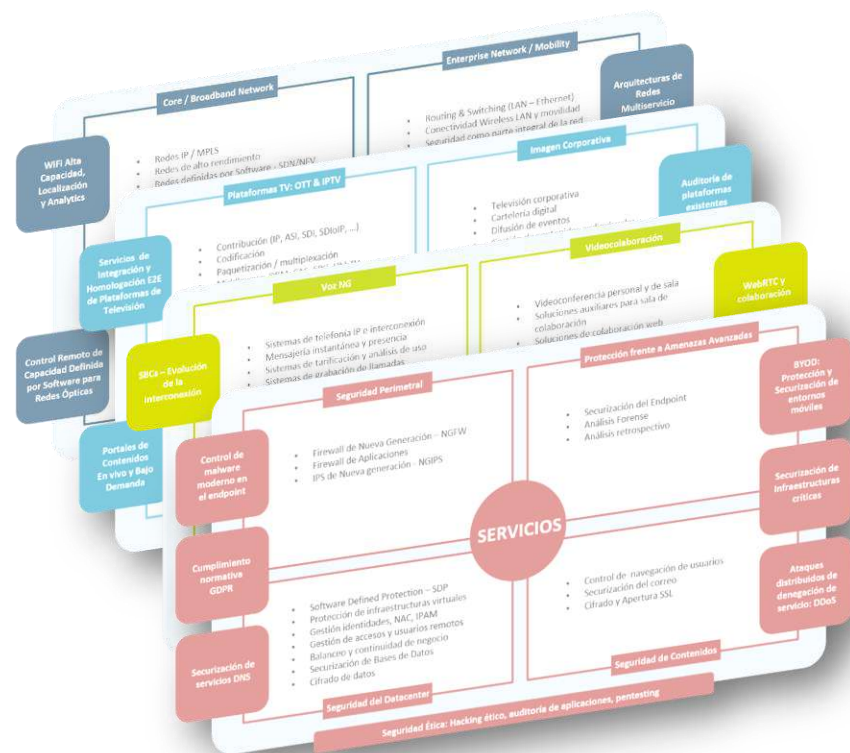 Core / Broadband Network
Enterprise Network / Mobility
WiFi Alta
Capacidad,
Localización
y Analytics
• Redes IP / MPLS
• Redes de alto rendimiento
• Redes definidas por Software - SDN/NFV
• Routing & Switching (LAN – Ethernet)
• Conectividad Wireless LAN y movilidad
• Seguridad como parte integral de la red
Arquitecturas de
Redes
Multiservicio
Control Remoto de
Capacidad Definida
por Software para
Redes Ópticos
Plataformas TV: OTT & IPTV
Imagen Corporativa
Servicios de
Integración y
Homologación E2E
de Plataformas de
Televisión
• Contribución (IP, ASI, SDI, SDIoIP, ...)
• Codificación
• Paquetización / multiplexación
• Televisión corporativa
• Cartelería digital
• Difusión de eventos
Auditoría de
plataformas
existentes
Portales de
Contenidos
En vivo y Bajo
Demanda
Voz NG
Videocolaboración
SBCs – Evolución
de la
Interconexión
• Sistemas de telefonía IP e interconexión
• Mensajería instantánea y presencia
• Sistemas de tarificación y análisis de uso
• Sistemas de grabación de llamadas
• Videoconferencia personal y de sala
• Soluciones auxiliares para sala de
colaboración
• Soluciones de colaboración web
WebRTC y
colaboración
Seguridad Perimetral
Protección frente a Amenazas Avanzadas
Control de
malware
moderno en
el endpoint
• Firewall de Nueva Generación – NGFW
• Firewall de Aplicaciones
• IPS de Nueva generación - NGIPS
• Securización del Endpoint
• Análisis Forense
• Análisis retrospectivo
BYOD:
Protección y
Securización de
entornos
móviles
Securización de
infraestructuras
críticas
SERVICIOS
Cumplimiento
normativa
GDPR
Securización de
servicios DNS
• Software Defined Protection – SDP
• Protección de infraestructuras virtuales
• Gestión identidades, NAC, IPAM
• Gestión de accesos y usuarios remotos
• Balanceo y continuidad de negocio
• Securización de Bases de Datos
• Cifrado de datos
• Control de navegación de usuarios
• Securización del correo
• Cifrado y Apertura SSL
Ataques
distribuidos de
denegación de
servicio: DDoS
Seguridad del Datacenter
Seguridad de Contenidos
Seguridad Ética: Hacking ético, auditoría de aplicaciones, pentesting